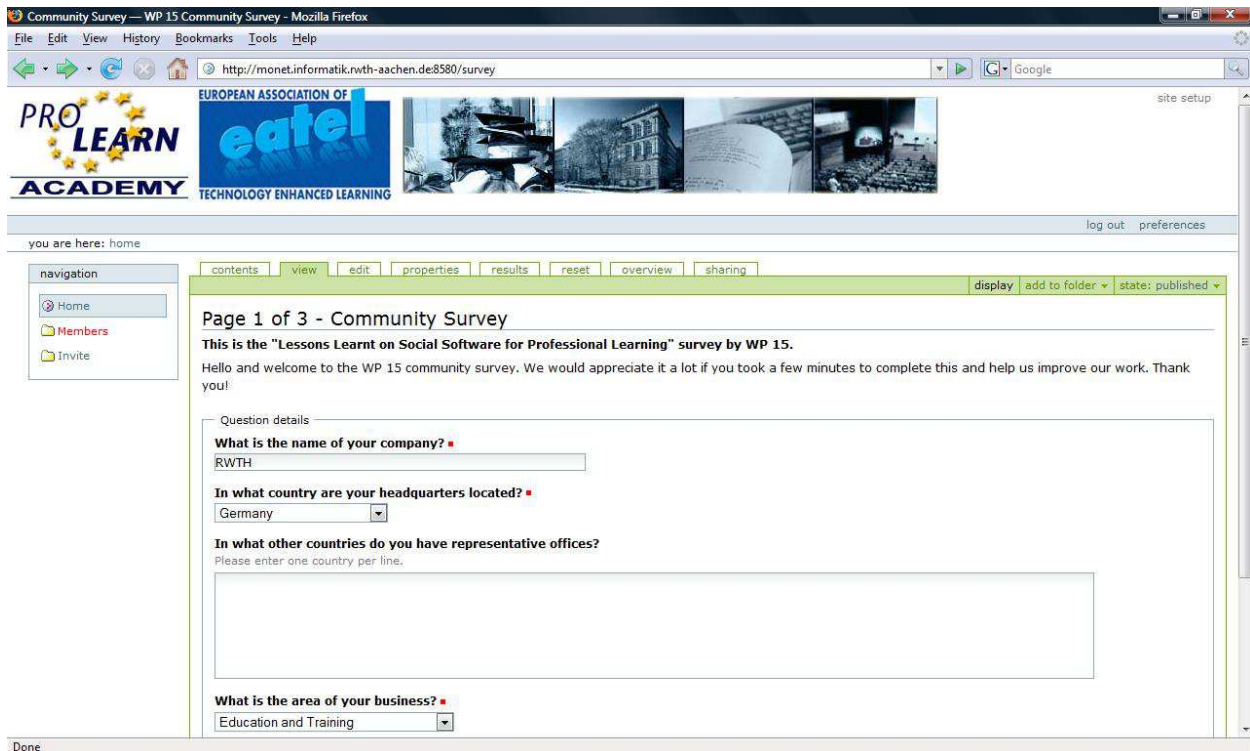 Community Survey — WP 15 Community Survey - Mozilla Firefox
File Edit View History Bookmarks Tools Help
http://monet.informatik.rwth-aachen.de:8580/survey
G Google
PRO
LEARN
ACADEMY
EUROPEAN ASSOCIATION OF
eatel
TECHNOLOGY ENHANCED LEARNING
site setup
log out preferences
you are here: home
navigation
Home
Members
Invite
contents view edit properties results reset overview sharing
display add to folder state: published
Page 1 of 3 - Community Survey
This is the "Lessons Learnt on Social Software for Professional Learning" survey by WP 15.
Hello and welcome to the WP 15 community survey. We would appreciate it a lot if you took a few minutes to complete this and help us improve our work. Thank
you!
Question details
What is the name of your company?
RWTH
In what country are your headquarters located?
Germany
In what other countries do you have representative offices?
Please enter one country per line.
What is the area of your business?
Education and Training
Done